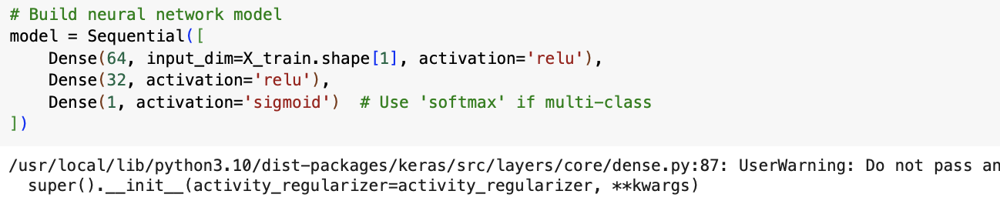 # Build neural network model
model = Sequential([
    Dense(64, input_dim=X_train.shape[1], activation='relu'),
    Dense(32, activation='relu'),
    Dense(1, activation='sigmoid')  # Use 'softmax' if multi-class
])
/usr/local/lib/python3.10/dist-packages/keras/src/layers/core/dense.py:87: UserWarning: Do not pass an
  super().__init__(activity_regularizer=activity_regularizer, **kwargs)